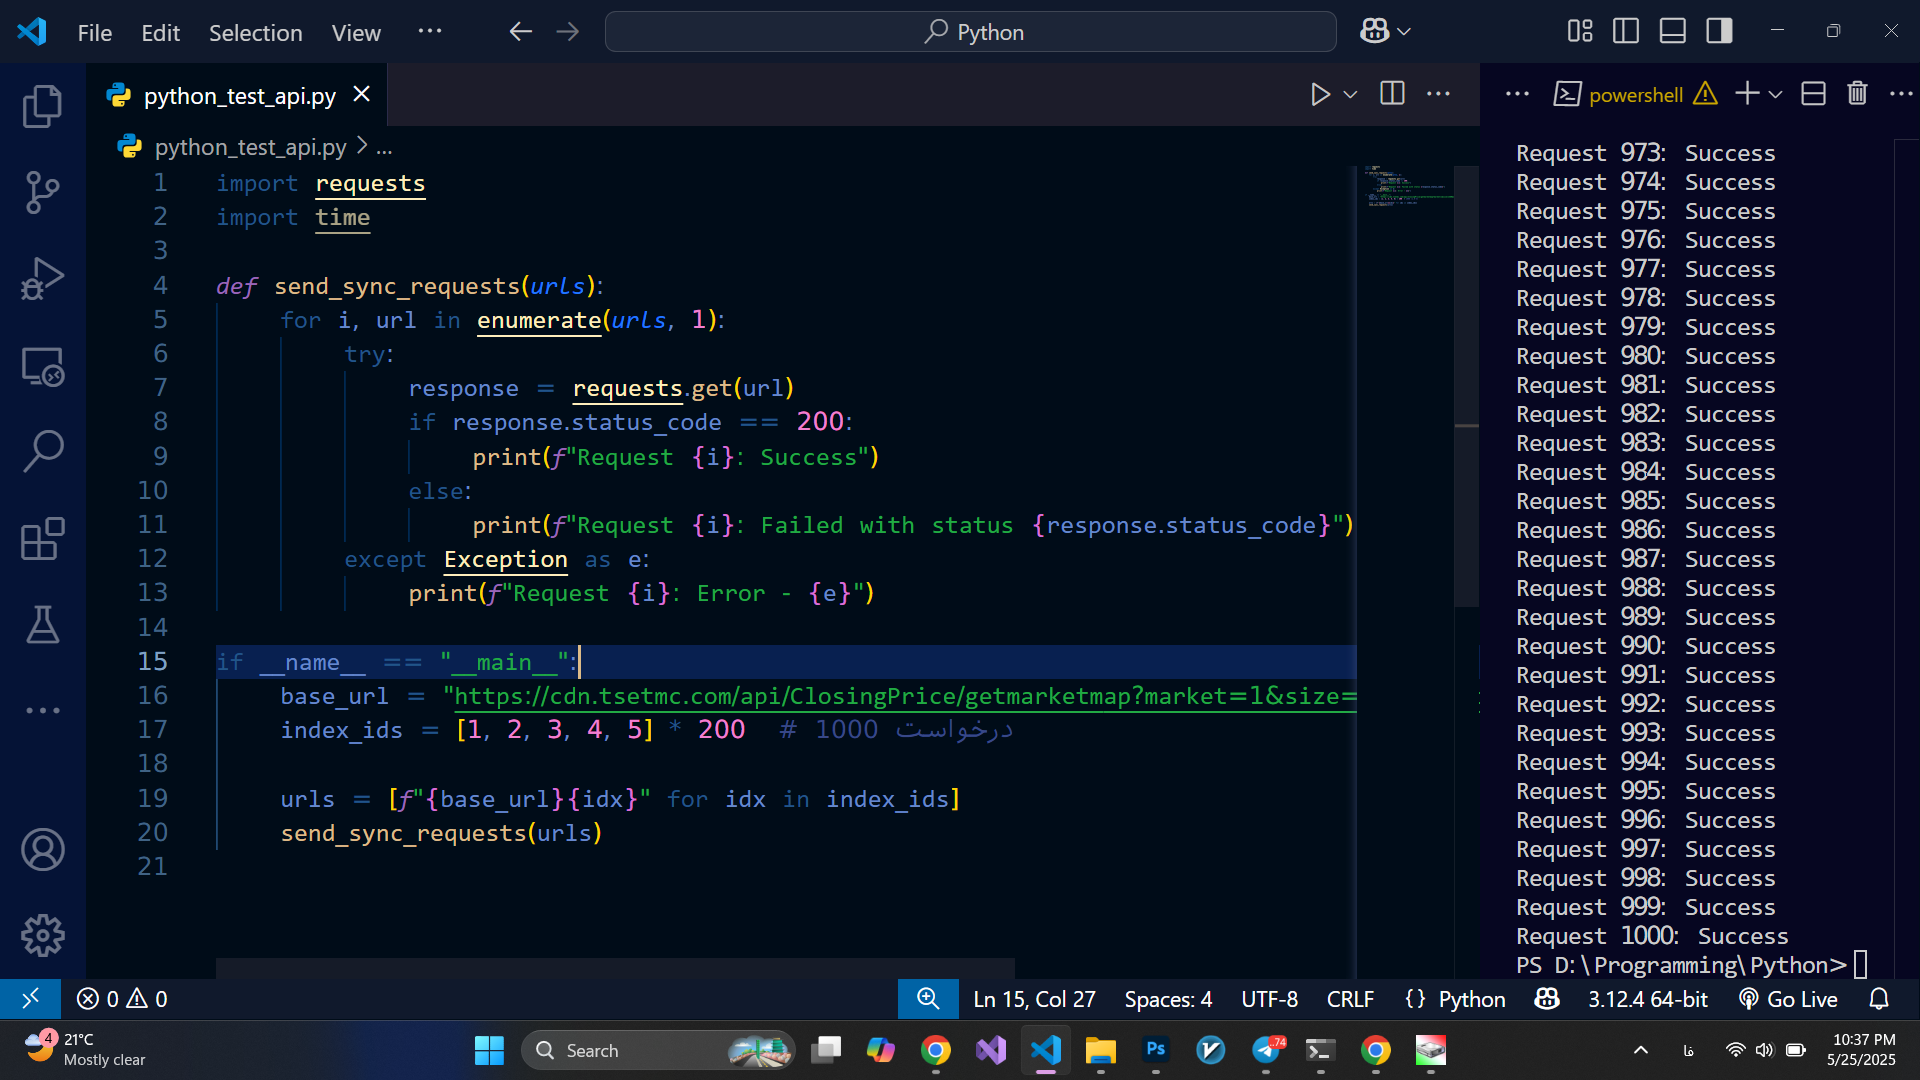 File Edit Selection View ···
Python
python_test_api.py
python_test_api.py > ...
1 import requests
2 import time
3
4 def send_sync_requests(urls):
5 for i, url in enumerate(urls, 1):
6 try:
7 response = requests.get(url)
8 if response.status_code == 200:
9 print(f"Request {i}: Success")
10 else:
11 print(f"Request {i}: Failed with status {response.status_code}")
12 except Exception as e:
13 print(f"Request {i}: Error - {e}")
14
15 if __name__ == "__main__":
16 base_url = "https://cdn.tsetmc.com/api/ClosingPrice/getmarketmap?market=1&size=
17 index_ids = [1, 2, 3, 4, 5] * 200 # 1000 درخواست
18
19 urls = [f"{base_url}{idx}" for idx in index_ids]
20 send_sync_requests(urls)
21
powershell
Request 973: Success
Request 974: Success
Request 975: Success
Request 976: Success
Request 977: Success
Request 978: Success
Request 979: Success
Request 980: Success
Request 981: Success
Request 982: Success
Request 983: Success
Request 984: Success
Request 985: Success
Request 986: Success
Request 987: Success
Request 988: Success
Request 989: Success
Request 990: Success
Request 991: Success
Request 992: Success
Request 993: Success
Request 994: Success
Request 995: Success
Request 996: Success
Request 997: Success
Request 998: Success
Request 999: Success
Request 1000: Success
PS D:\Programming\Python>
0 0 Ln 15, Col 27 Spaces: 4 UTF-8 CRLF {} Python 3.12.4 64-bit Go Live
4 21°C
Mostly clear
Search
Ps
74
فا
10:37 PM
5/25/2025